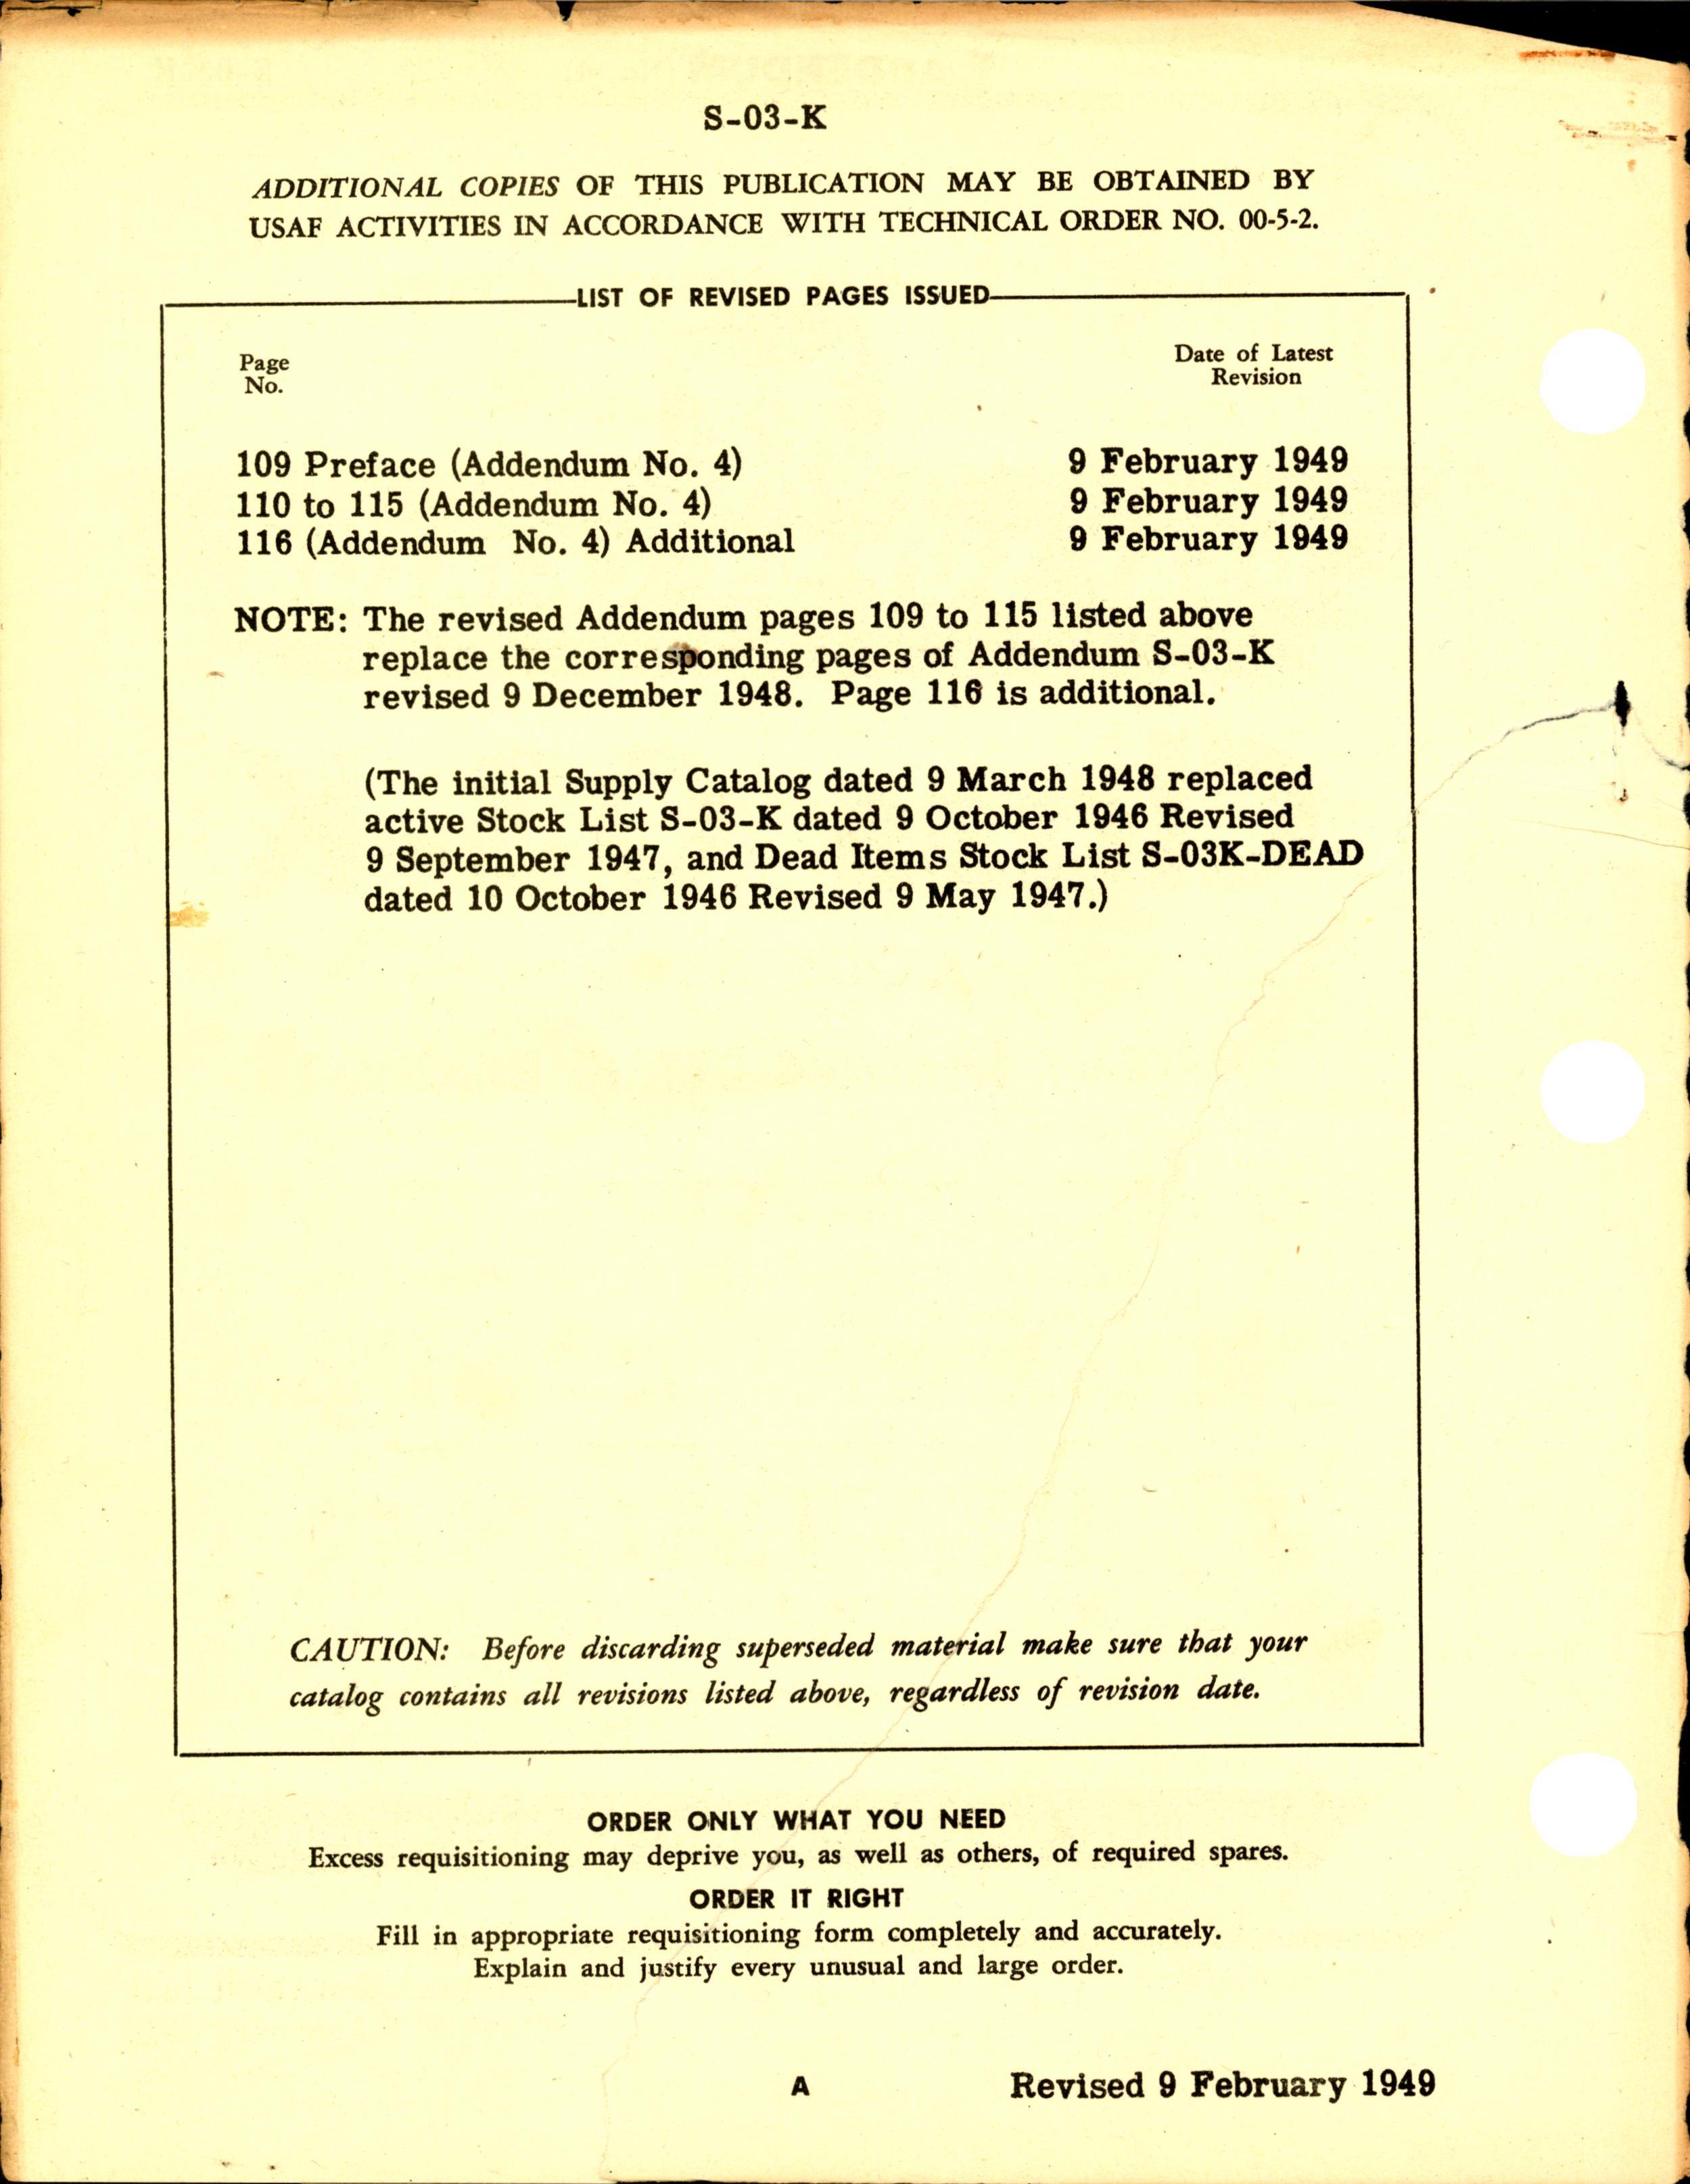 S-03-K
ADDITIONAL COPIES OF THIS PUBLICATION MAY BE OBTAINED BY
USAF ACTIVITIES IN ACCORDANCE WITH TECHNICAL ORDER NO. 00-5-2.
LIST OF REVISED PAGES ISSUED
Page
No.
Date of Latest
Revision
109 Preface (Addendum No. 4) 9 February 1949
110 to 115 (Addendum No. 4) 9 February 1949
116 (Addendum No. 4) Additional 9 February 1949
NOTE: The revised Addendum pages 109 to 115 listed above
replace the corresponding pages of Addendum S-03-K
revised 9 December 1948. Page 116 is additional.
(The initial Supply Catalog dated 9 March 1948 replaced
active Stock List S-03-K dated 9 October 1946 Revised
9 September 1947, and Dead Items Stock List S-03K-DEAD
dated 10 October 1946 Revised 9 May 1947.)
CAUTION: Before discarding superseded material make sure that your
catalog contains all revisions listed above, regardless of revision date.
ORDER ONLY WHAT YOU NEED
Excess requisitioning may deprive you, as well as others, of required spares.
ORDER IT RIGHT
Fill in appropriate requisitioning form completely and accurately.
Explain and justify every unusual and large order.
A Revised 9 February 1949